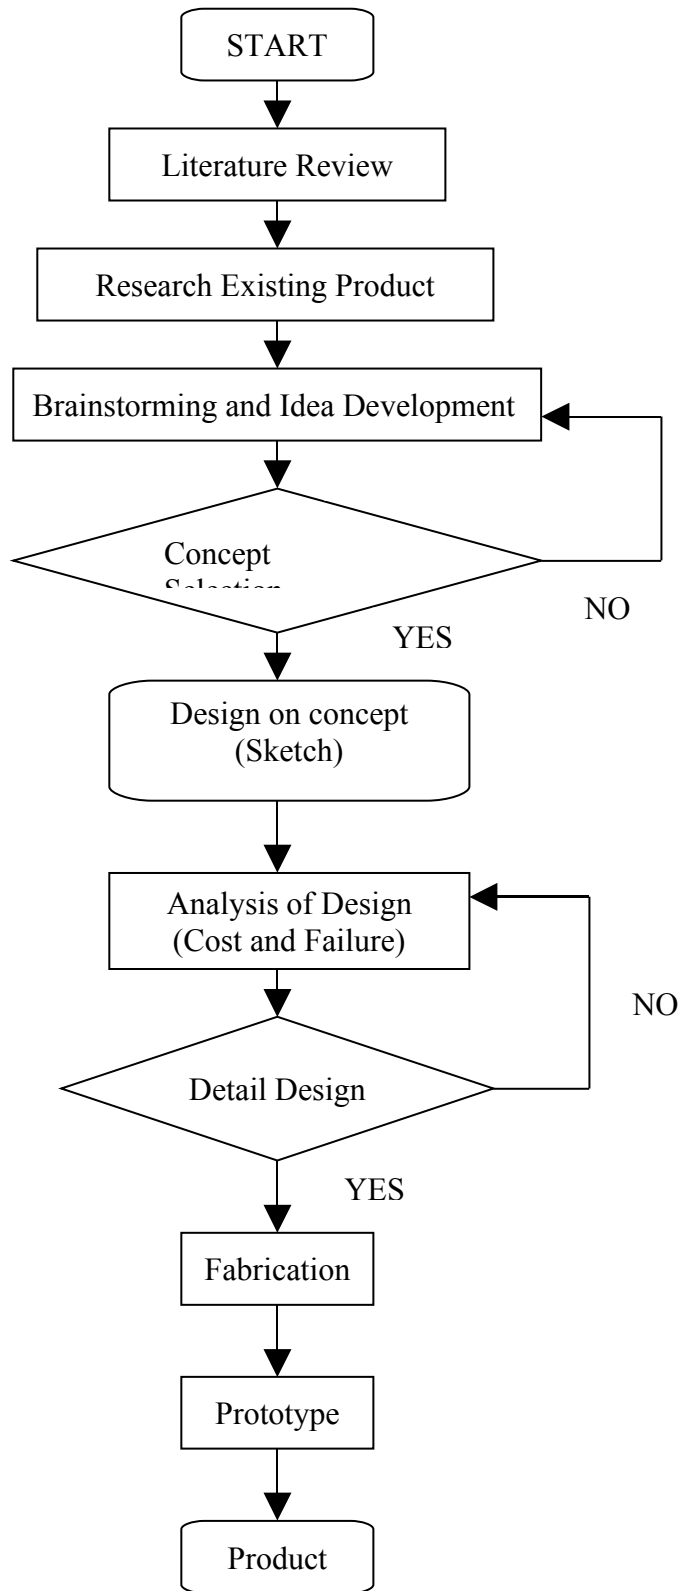 START
Literature Review
Research Existing Product
Brainstorming and Idea Development
Concept
Selection
NO
YES
Design on concept
(Sketch)
Analysis of Design
(Cost and Failure)
NO
Detail Design
YES
Fabrication
Prototype
Product